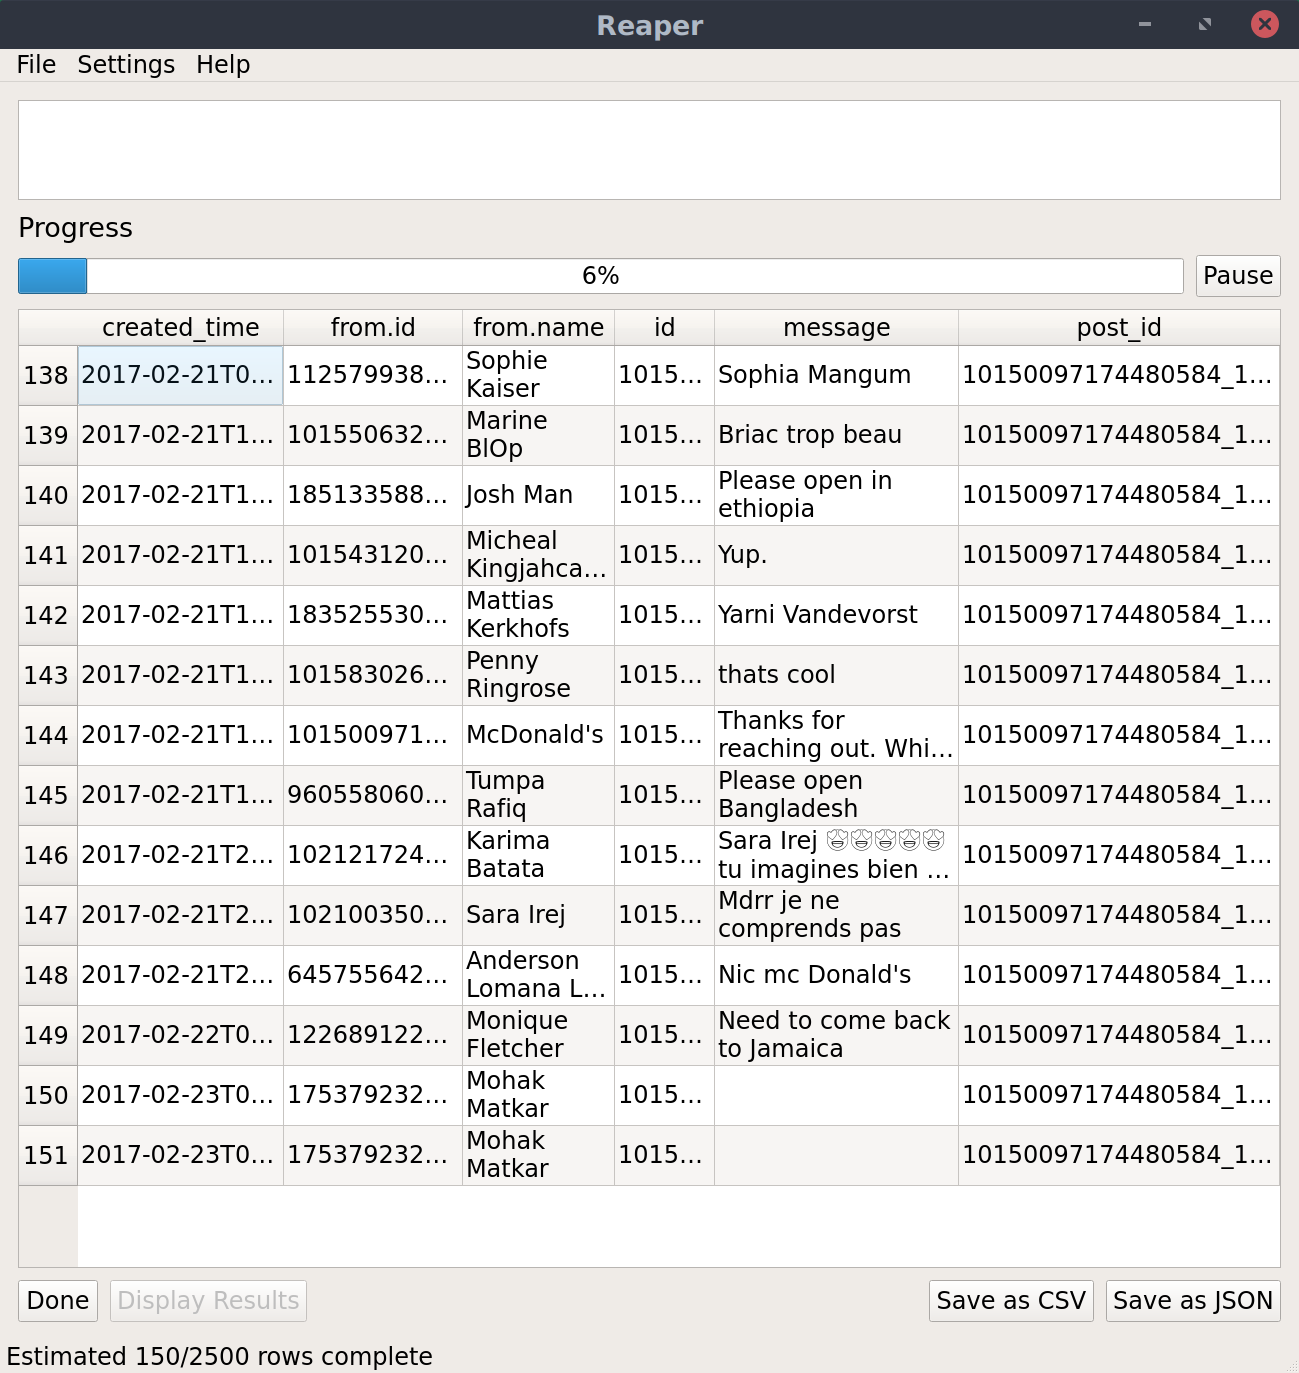 Reaper
File Settings Help
Progress
6%
Pause
created_time from.id from.name id message post_id
138 2017-02-21T0... 112579938... Sophie Kaiser 1015... Sophia Mangum 10150097174480584_1...
139 2017-02-21T1... 101550632... Marine BlOp 1015... Briac trop beau 10150097174480584_1...
140 2017-02-21T1... 185133588... Josh Man 1015... Please open in ethiopia 10150097174480584_1...
141 2017-02-21T1... 101543120... Micheal Kingjahca... 1015... Yup. 10150097174480584_1...
142 2017-02-21T1... 183525530... Mattias Kerkhofs 1015... Yarni Vandevorst 10150097174480584_1...
143 2017-02-21T1... 101583026... Penny Ringrose 1015... thats cool 10150097174480584_1...
144 2017-02-21T1... 101500971... McDonald's 1015... Thanks for reaching out. Whi... 10150097174480584_1...
145 2017-02-21T1... 960558060... Tumpa Rafiq 1015... Please open Bangladesh 10150097174480584_1...
146 2017-02-21T2... 102121724... Karima Batata 1015... Sara Irej 😂😂😂😂😂 tu imagines bien ... 10150097174480584_1...
147 2017-02-21T2... 102100350... Sara Irej 1015... Mdrr je ne comprends pas 10150097174480584_1...
148 2017-02-21T2... 645755642... Anderson Lomana L... 1015... Nic mc Donald's 10150097174480584_1...
149 2017-02-22T0... 122689122... Monique Fletcher 1015... Need to come back to Jamaica 10150097174480584_1...
150 2017-02-23T0... 175379232... Mohak Matkar 1015... 10150097174480584_1...
151 2017-02-23T0... 175379232... Mohak Matkar 1015... 10150097174480584_1...
Done Display Results Save as CSV Save as JSON
Estimated 150/2500 rows complete